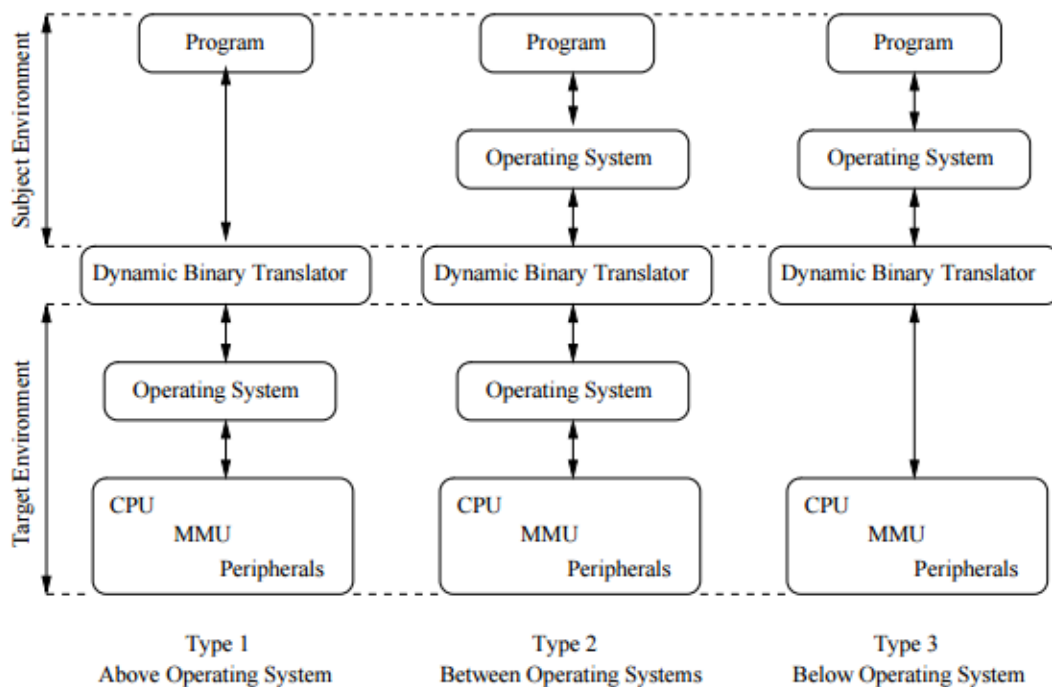 Subject Environment
Target Environment
Program
Dynamic Binary Translator
Operating System
CPU
MMU
Peripherals
Type 1
Above Operating System
Program
Operating System
Dynamic Binary Translator
Operating System
CPU
MMU
Peripherals
Type 2
Between Operating Systems
Program
Operating System
Dynamic Binary Translator
CPU
MMU
Peripherals
Type 3
Below Operating System